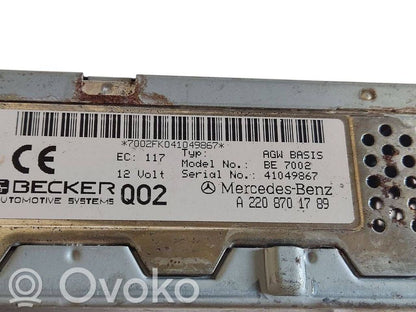 *7002FK041049867*
CE
EC: 117
Typ: AGW BASIS
Model No.: BE 7002
12 Volt
Serial No.: 41049867
BECKER
AUTOMOTIVE SYSTEMS
Q02
Mercedes-Benz
A 220 870 17 89
OVOKO